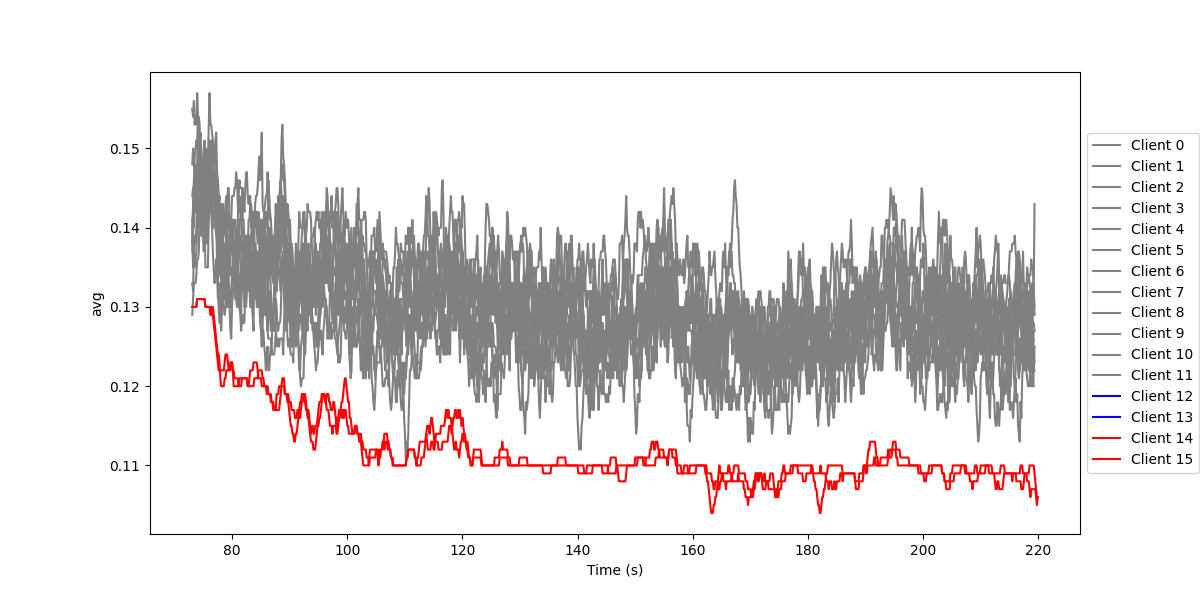 avg
0.15
0.14
0.13
0.12
0.11
80 100 120 140 160 180 200 220
Time (s)
Client 0
Client 1
Client 2
Client 3
Client 4
Client 5
Client 6
Client 7
Client 8
Client 9
Client 10
Client 11
Client 12
Client 13
Client 14
Client 15